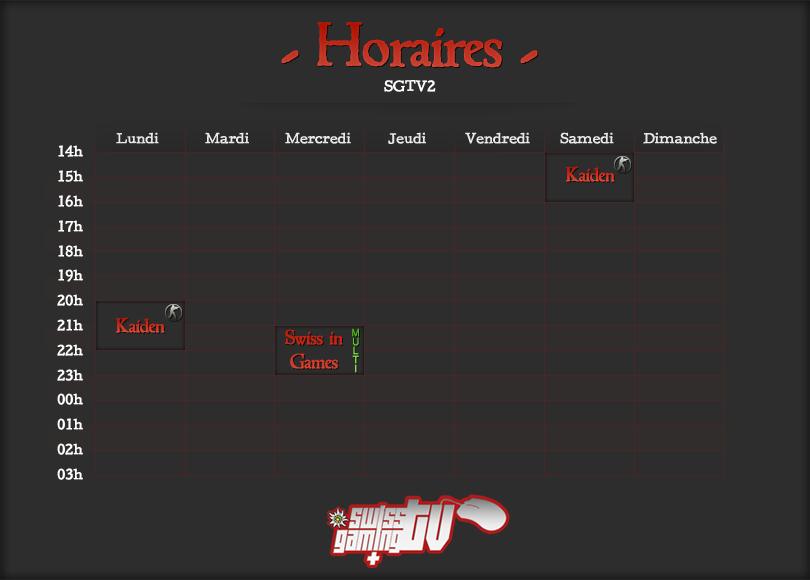 - Horaires -
SGTV2
Lundi Mardi Mercredi Jeudi Vendredi Samedi Dimanche
14h
15h Kaiden
16h
17h
18h
19h
20h
21h Kaiden Swiss in
22h Games MULTI
23h
00h
01h
02h
03h
swiss
gaming tv